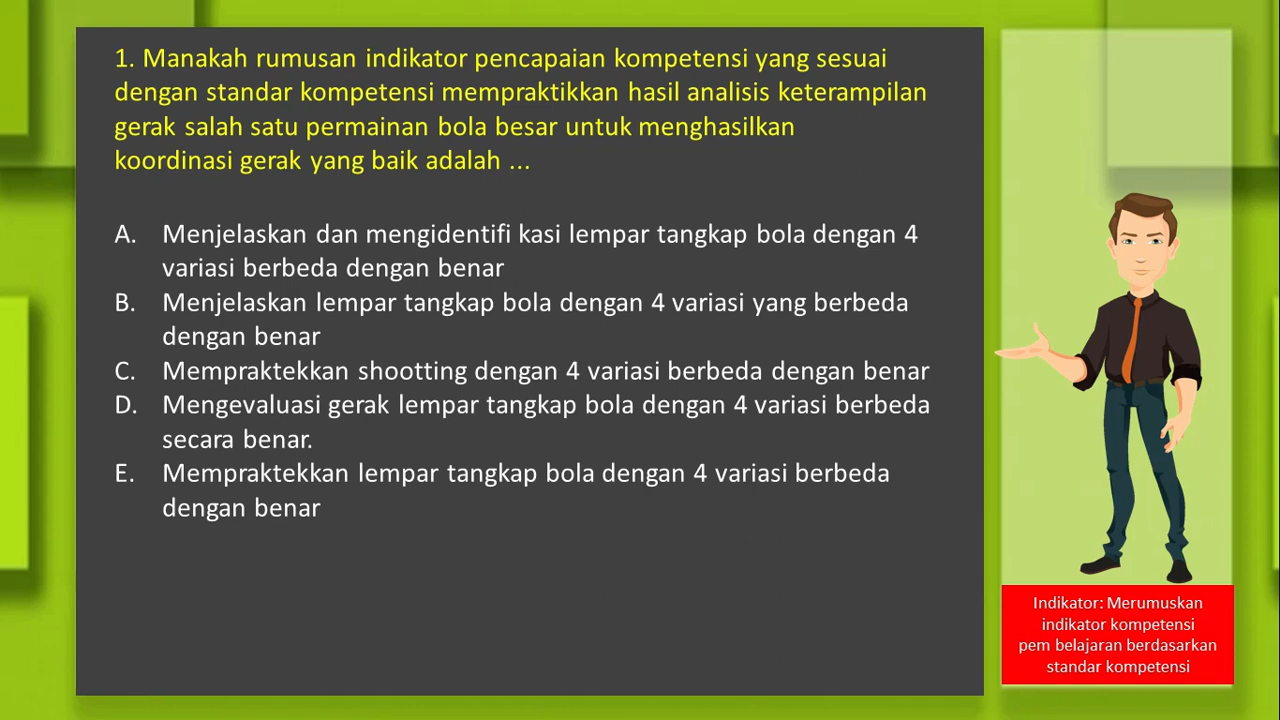 1. Manakah rumusan indikator pencapaian kompetensi yang sesuai
dengan standar kompetensi mempraktikkan hasil analisis keterampilan
gerak salah satu permainan bola besar untuk menghasilkan
koordinasi gerak yang baik adalah ...
A. Menjelaskan dan mengidentifi kasi lempar tangkap bola dengan 4
variasi berbeda dengan benar
B. Menjelaskan lempar tangkap bola dengan 4 variasi yang berbeda
dengan benar
C. Mempraktekkan shootting dengan 4 variasi berbeda dengan benar
D. Mengevaluasi gerak lempar tangkap bola dengan 4 variasi berbeda
secara benar.
E. Mempraktekkan lempar tangkap bola dengan 4 variasi berbeda
dengan benar
Indikator: Merumuskan
indikator kompetensi
pem belajaran berdasarkan
standar kompetensi